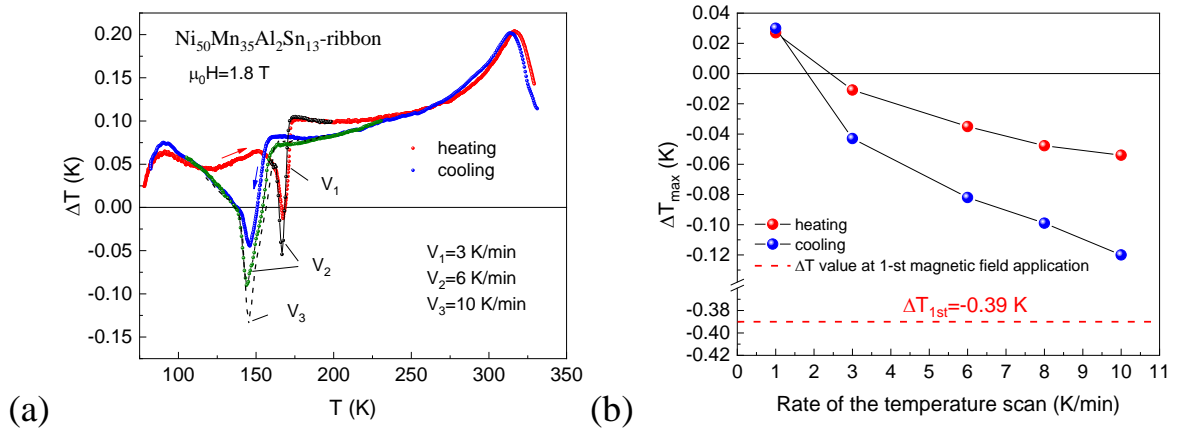 Ni50Mn35Al2Sn13-ribbon
μ0H=1.8 T
heating
cooling
V1
V2
V3
V1=3 K/min
V2=6 K/min
V3=10 K/min
0.20
0.15
0.10
0.05
0.00
-0.05
-0.10
-0.15
ΔT (K)
100 150 200 250 300 350
T (K)
(a)
0.04
0.02
0.00
-0.02
-0.04
-0.06
-0.08
-0.10
-0.12
-0.38
-0.40
-0.42
ΔTmax (K)
heating
cooling
ΔT value at 1-st magnetic field application
ΔT1st=-0.39 K
0 1 2 3 4 5 6 7 8 9 10 11
Rate of the temperature scan (K/min)
(b)